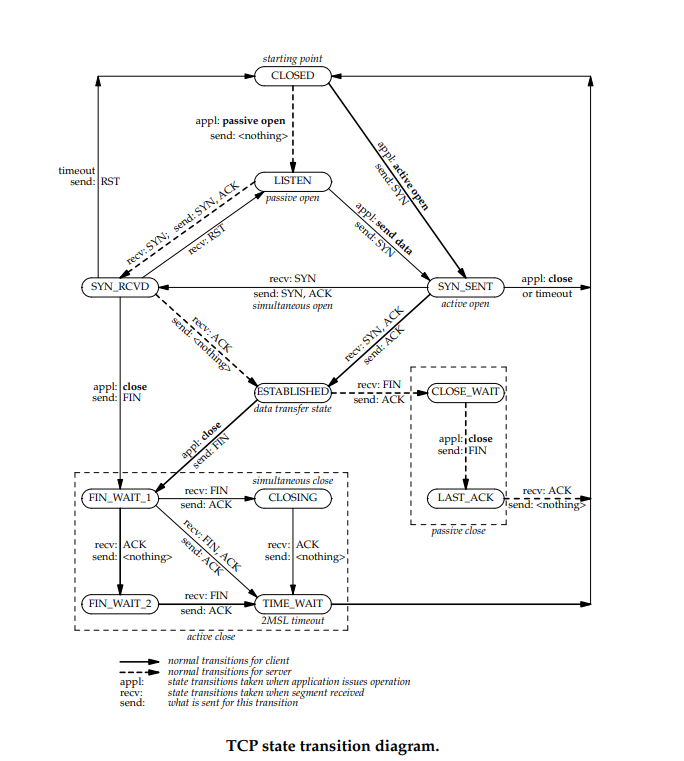 starting point
CLOSED
appl: passive open
send: <nothing>
appl: active open
send: SYN
timeout
send: RST
LISTEN
passive open
recv: SYN; send: SYN, ACK
recv: RST
appl: send data
send: SYN
SYN_RCVD
recv: SYN
send: SYN, ACK
simultaneous open
SYN_SENT
active open
appl: close
or timeout
recv: ACK
send: <nothing>
recv: SYN, ACK
send: ACK
appl: close
send: FIN
ESTABLISHED
data transfer state
recv: FIN
send: ACK
CLOSE_WAIT
appl: close
send: FIN
appl: close
send: FIN
simultaneous close
FIN_WAIT_1
recv: FIN
send: ACK
CLOSING
LAST_ACK
recv: ACK
send: <nothing>
passive close
recv: ACK
send: <nothing>
recv: FIN, ACK
send: ACK
recv: ACK
send: <nothing>
FIN_WAIT_2
recv: FIN
send: ACK
TIME_WAIT
2MSL timeout
active close
normal transitions for client
normal transitions for server
appl: state transitions taken when application issues operation
recv: state transitions taken when segment received
send: what is sent for this transition
TCP state transition diagram.